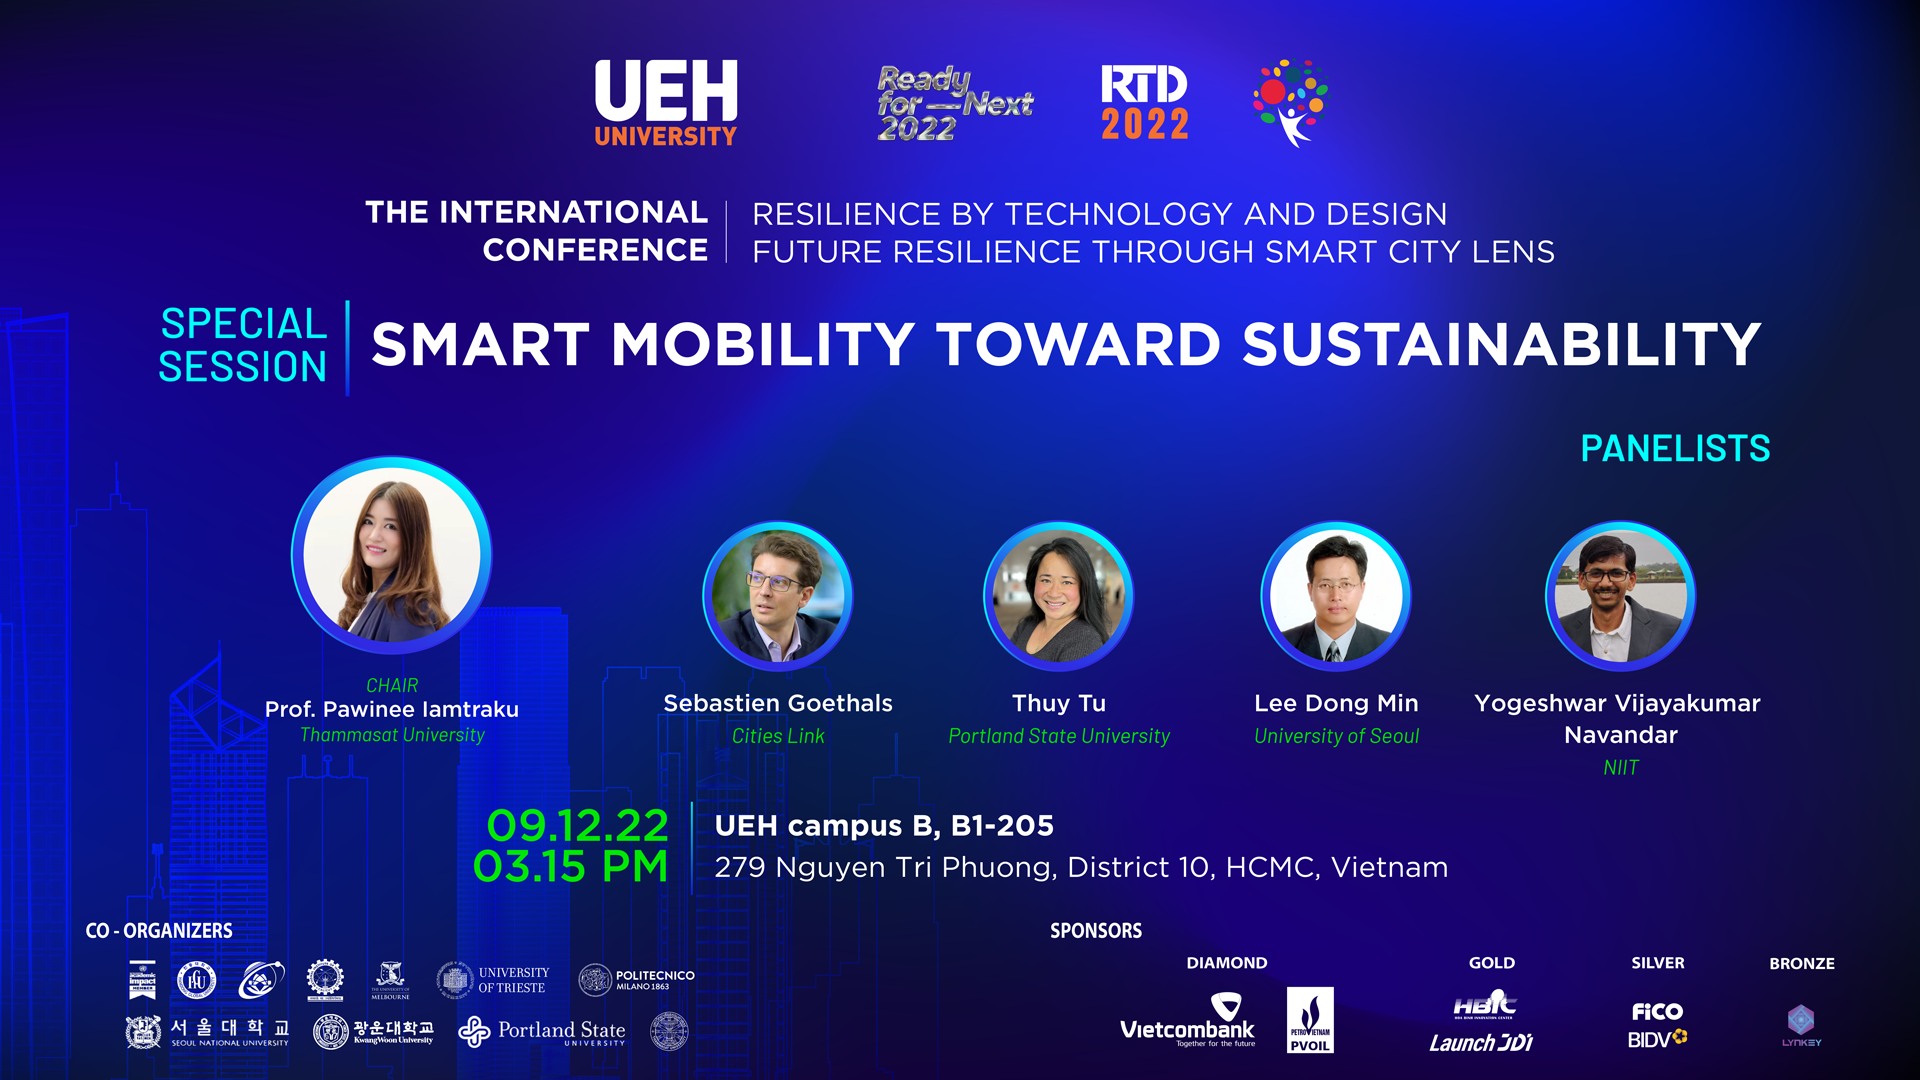 UEH
UNIVERSITY
Ready
for — Next
2022
RTD
2022
THE INTERNATIONAL
CONFERENCE
RESILIENCE BY TECHNOLOGY AND DESIGN
FUTURE RESILIENCE THROUGH SMART CITY LENS
SPECIAL
SESSION
SMART MOBILITY TOWARD SUSTAINABILITY
PANELISTS
CHAIR
Prof. Pawinee Iamtraku
Thammasat University
Sebastien Goethals
Cities Link
Thuy Tu
Portland State University
Lee Dong Min
University of Seoul
Yogeshwar Vijayakumar
Navandar
NIIT
09.12.22
03.15 PM
UEH campus B, B1-205
279 Nguyen Tri Phuong, District 10, HCMC, Vietnam
CO - ORGANIZERS
academic
impact
MEMBER
MELBOURNE
UNIVERSITY
OF TRIESTE
POLITECNICO
MILANO 1863
서울대학교
SEOUL NATIONAL UNIVERSITY
광운대학교
KwangWoon University
Portland State
UNIVERSITY
SPONSORS
DIAMOND
GOLD
SILVER
BRONZE
Vietcombank
Together for the future
PETROVIETNAM
PVOIL
HBIC
Launch JD1
FiCO
BIDV
LYNKEY